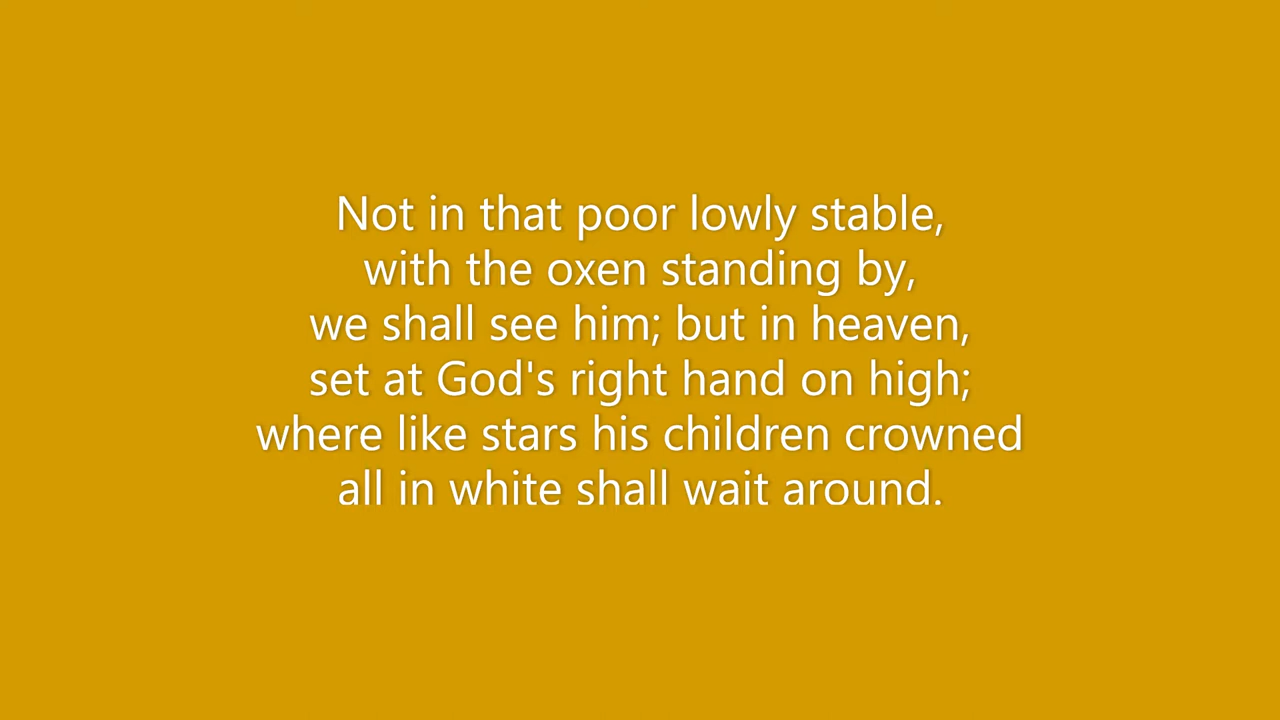 Not in that poor lowly stable,
with the oxen standing by,
we shall see him; but in heaven,
set at God's right hand on high;
where like stars his children crowned
all in white shall wait around.